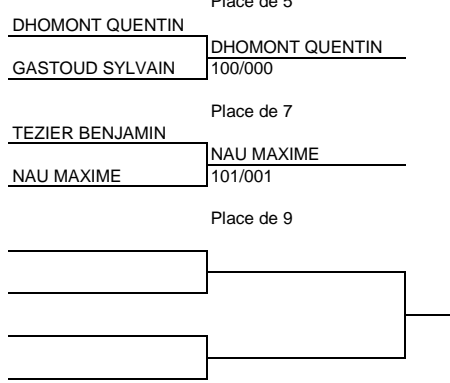 Place de 5
DHOMONT QUENTIN
DHOMONT QUENTIN
GASTOUD SYLVAIN
100/000
Place de 7
TEZIER BENJAMIN
NAU MAXIME
NAU MAXIME
101/001
Place de 9